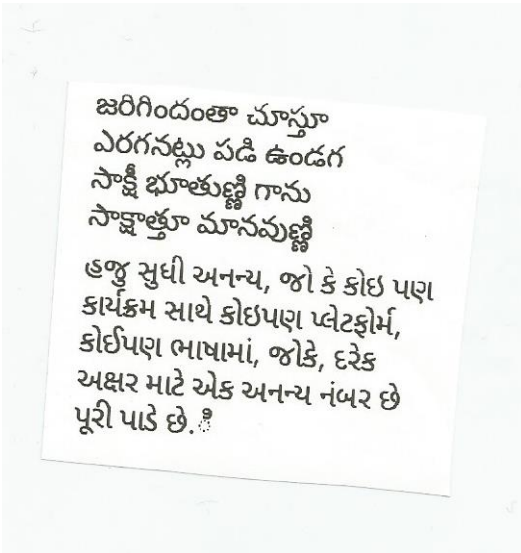 జరిగిందంతా చూస్తూ
ఎరగనట్లు పడి ఉండగ
సాక్షీ భూతుణ్ణి గాను
సాక్షాత్తూ మానవుణ్ణి
હજુ સુધી અનન્ય, જો કે કોઇ પણ
કાર્યક્રમ સાથે કોઇપણ પ્લેટફોર્મ,
કોઈપણ ભાષામાં, જોકે, દરેક
અક્ષર માટે એક અનન્ય નંબર છે
પૂરી પાડે છે.